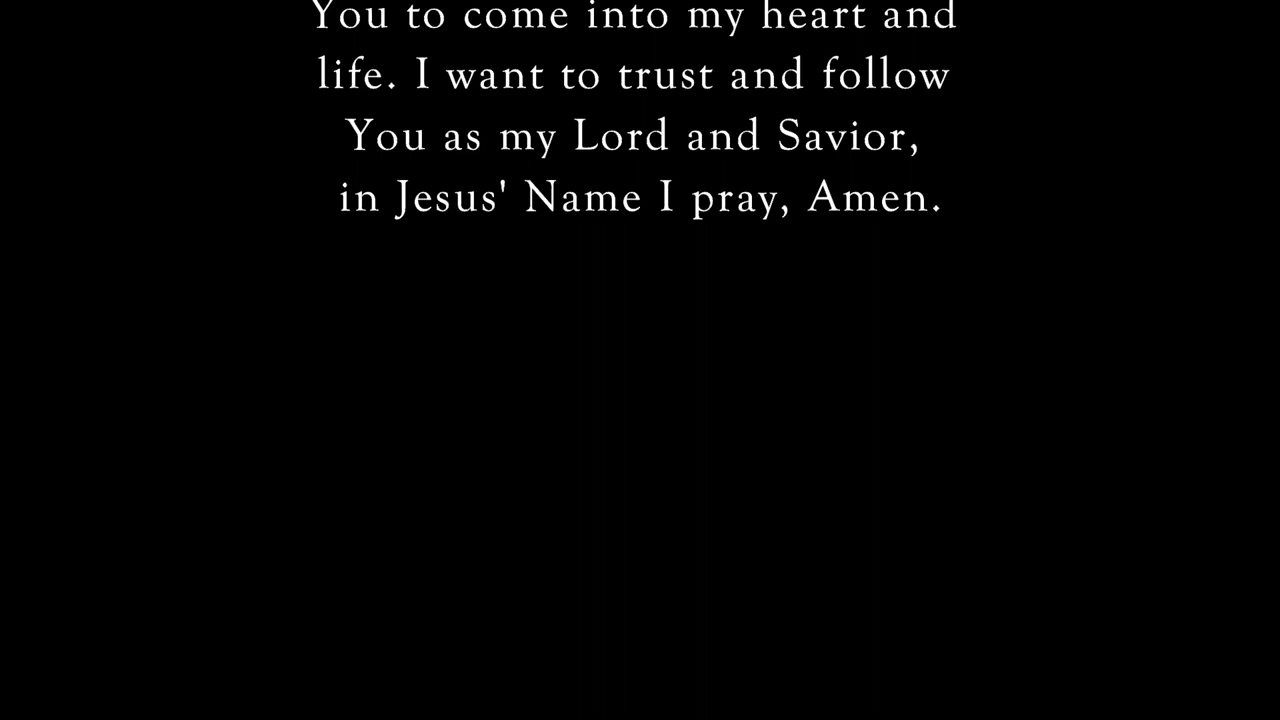 You to come into my heart and
life. I want to trust and follow
You as my Lord and Savior,
in Jesus' Name I pray, Amen.